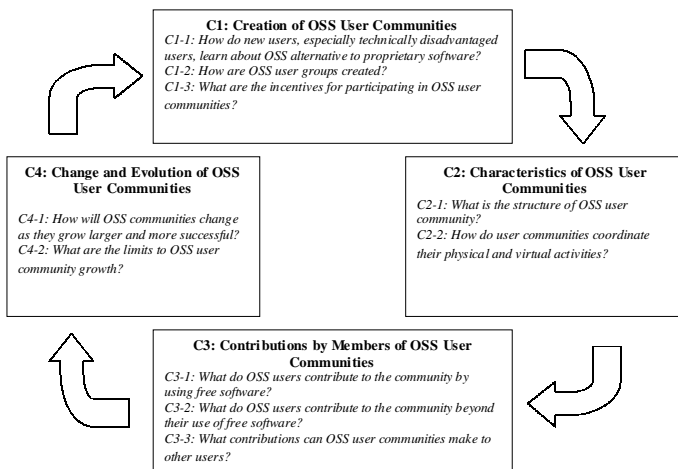 C1: Creation of OSS User Communities
C1-1: How do new users, especially technically disadvantaged
users, learn about OSS alternative to proprietary software?
C1-2: How are OSS user groups created?
C1-3: What are the incentives for participating in OSS user
communities?
C4: Change and Evolution of OSS
User Communities
C4-1: How will OSS communities change
as they grow larger and more successful?
C4-2: What are the limits to OSS user
community growth?
C2: Characteristics of OSS User
Communities
C2-1: What is the structure of OSS user
community?
C2-2: How do user communities coordinate
their physical and virtual activities?
C3: Contributions by Members of OSS User
Communities
C3-1: What do OSS users contribute to the community by
using free software?
C3-2: What do OSS users contribute to the community beyond
their use of free software?
C3-3: What contributions can OSS user communities make to
other users?